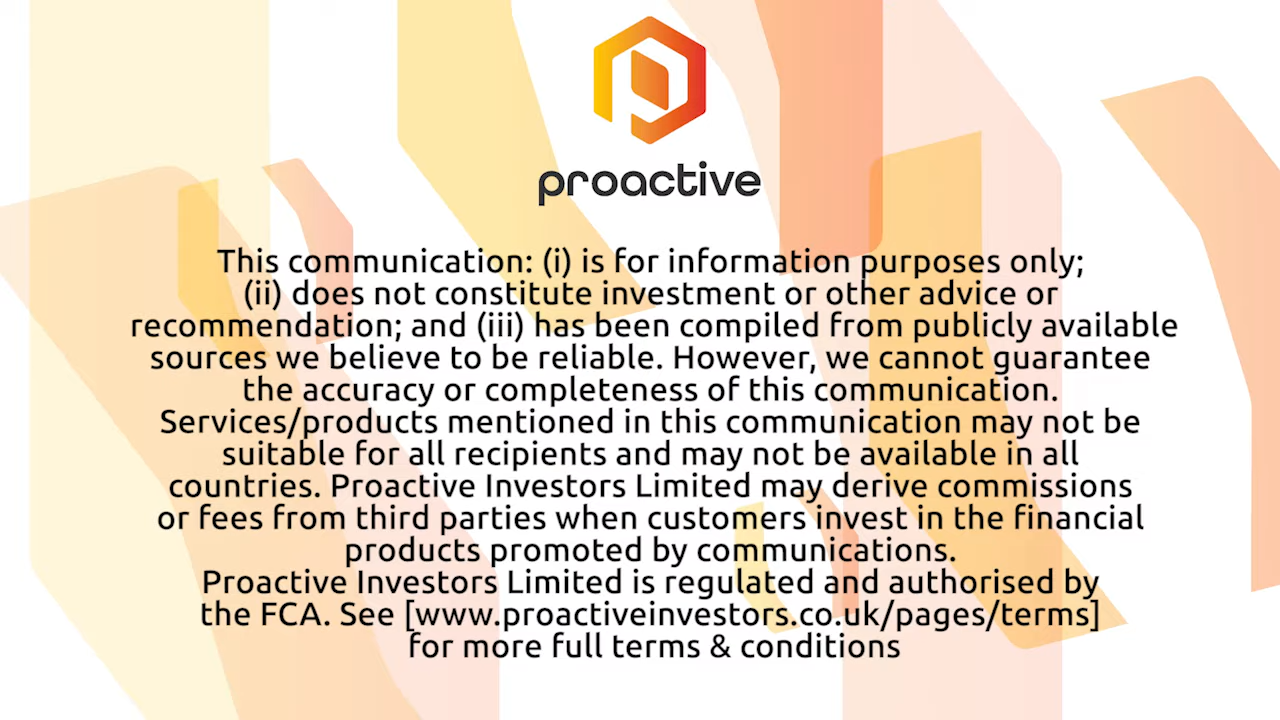 proactive
This communication: (i) is for information purposes only;
(ii) does not constitute investment or other advice or
recommendation; and (iii) has been compiled from publicly available
sources we believe to be reliable. However, we cannot guarantee
the accuracy or completeness of this communication.
Services/products mentioned in this communication may not be
suitable for all recipients and may not be available in all
countries. Proactive Investors Limited may derive commissions
or fees from third parties when customers invest in the financial
products promoted by communications.
Proactive Investors Limited is regulated and authorised by
the FCA. See [www.proactiveinvestors.co.uk/pages/terms]
for more full terms & conditions